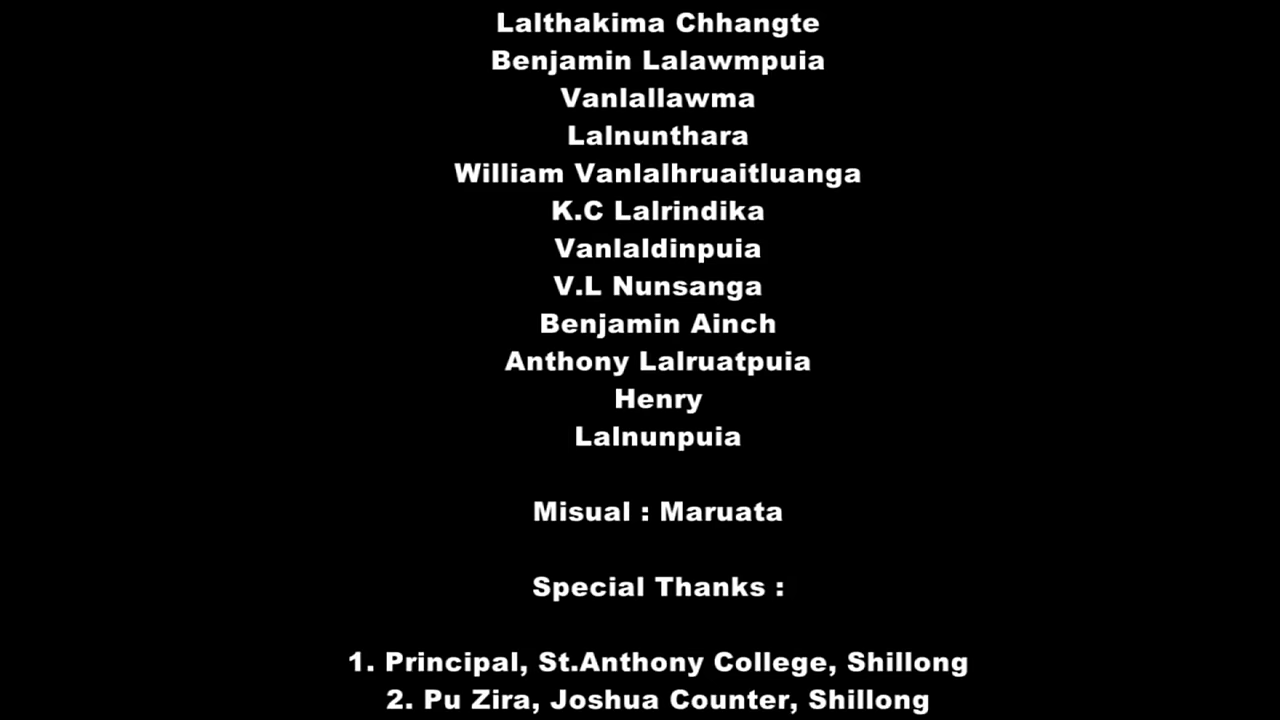 Lalthakima Chhangte
Benjamin Lalawmpuia
Vanlallawma
Lalnunthara
William Vanlalhruaitluanga
K.C Lalrindika
Vanlaldinpuia
V.L Nunsanga
Benjamin Ainch
Anthony Lalruatpuia
Henry
Lalnunpuia
Misual : Maruata
Special Thanks :
1. Principal, St.Anthony College, Shillong
2. Pu Zira, Joshua Counter, Shillong